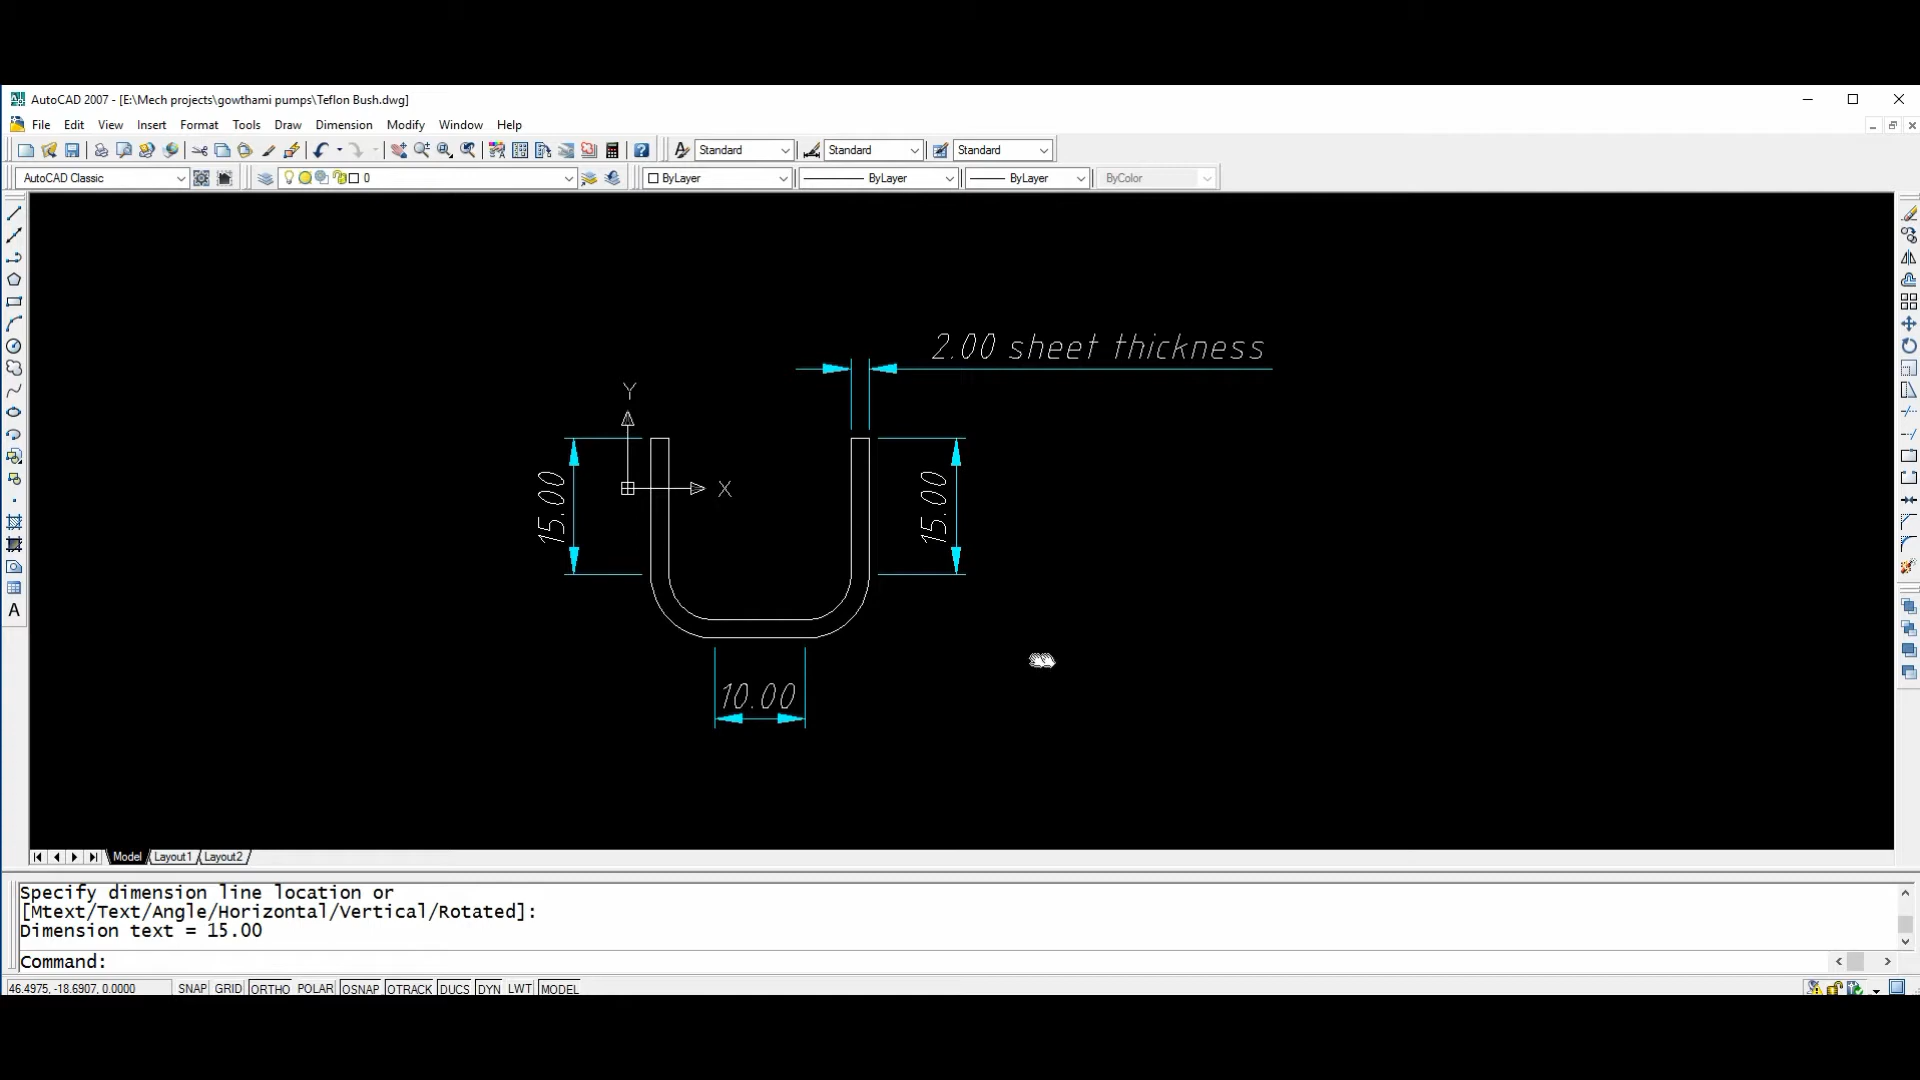 AutoCAD 2007 - [E:\Mech projects\gowthami pumps\Teflon Bush.dwg]
File Edit View Insert Format Tools Draw Dimension Modify Window Help
Standard Standard Standard
AutoCAD Classic 0 ByLayer ByLayer ByLayer ByColor
2.00 sheet thickness
Y
X
15.00
15.00
10.00
A
Model Layout1 Layout2
Specify dimension line location or
[Mtext/Text/Angle/Horizontal/Vertical/Rotated]:
Dimension text = 15.00
Command:
46.4975, -18.6907, 0.0000 SNAP GRID ORTHO POLAR OSNAP OTRACK DUCS DYN LWT MODEL